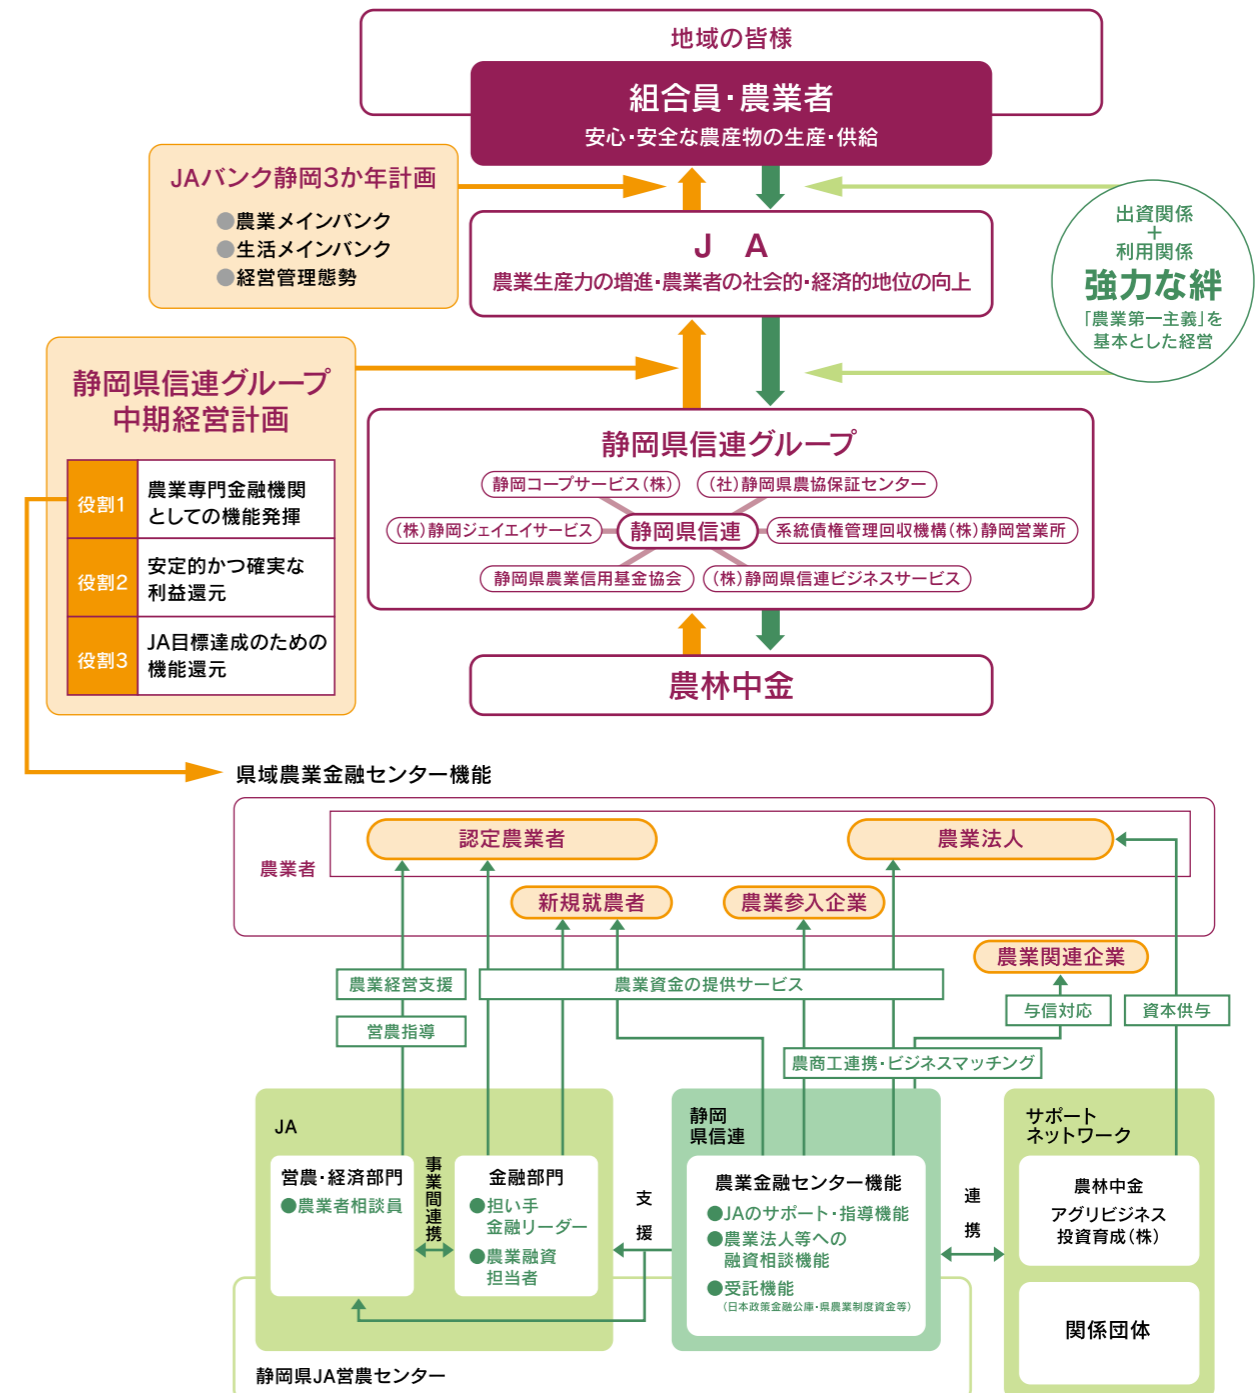 地域の皆様
組合員・農業者
安心・安全な農産物の生産・供給
JAバンク静岡3か年計画
●農業メインバンク
●生活メインバンク
●経営管理態勢
J A
農業生産力の増進・農業者の社会的・経済的地位の向上
出資関係
+
利用関係
強力な絆
「農業第一主義」を
基本とした経営
静岡県信連グループ
中期経営計画
役割1
農業専門金融機関
としての機能発揮
役割2
安定的かつ確実な
利益還元
役割3
JA目標達成のための
機能還元
静岡県信連グループ
静岡コープサービス(株)
(社)静岡県農協保証センター
(株)静岡ジェイエイサービス
静岡県信連
系統債権管理回収機構(株)静岡営業所
静岡県農業信用基金協会
(株)静岡県信連ビジネスサービス
農林中金
県域農業金融センター機能
農業者
認定農業者
農業法人
新規就農者
農業参入企業
農業関連企業
農業経営支援
農業資金の提供サービス
与信対応
資本供与
営農指導
農商工連携・ビジネスマッチング
JA
営農・経済部門
●農業者相談員
事業間連携
金融部門
●担い手
金融リーダー
●農業融資
担当者
支援
静岡
県信連
農業金融センター機能
●JAのサポート・指導機能
●農業法人等への
融資相談機能
●受託機能
(日本政策金融公庫・県農業制度資金等)
連携
サポート
ネットワーク
農林中金
アグリビジネス
投資育成(株)
関係団体
静岡県JA営農センター